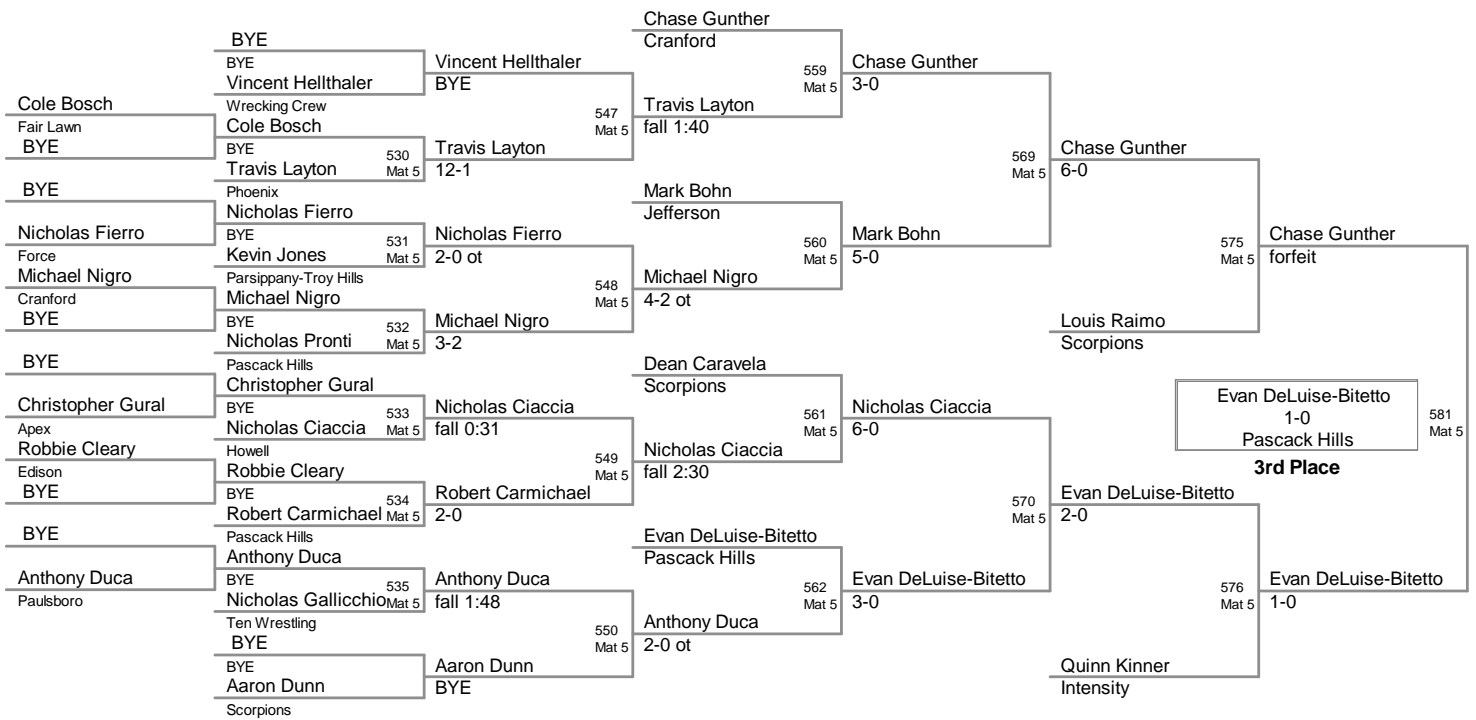 Cole Bosch
Fair Lawn
BYE
BYE
Nicholas Fierro
Force
Michael Nigro
Cranford
BYE
BYE
Christopher Gural
Apex
Robbie Cleary
Edison
BYE
BYE
Anthony Duca
Paulsboro
BYE
BYE
Vincent Hellthaler
Wrecking Crew
Cole Bosch
BYE
530
Travis Layton
Mat 5
Phoenix
Nicholas Fierro
BYE
531
Kevin Jones
Mat 5
Parsippany-Troy Hills
Michael Nigro
BYE
532
Nicholas Pronti
Mat 5
Pascack Hills
Christopher Gural
BYE
533
Nicholas Ciaccia
Mat 5
Howell
Robbie Cleary
BYE
534
Robert Carmichael
Mat 5
Pascack Hills
Anthony Duca
BYE
535
Nicholas Gallicchio
Mat 5
Ten Wrestling
BYE
BYE
Aaron Dunn
Scorpions
Vincent Hellthaler
BYE
547
Mat 5
Travis Layton
12-1
Nicholas Fierro
2-0 ot
548
Mat 5
Michael Nigro
3-2
Nicholas Ciaccia
fall 0:31
549
Mat 5
Robert Carmichael
2-0
Anthony Duca
fall 1:48
550
Mat 5
Aaron Dunn
BYE
Chase Gunther
Cranford
559
Mat 5
Travis Layton
fall 1:40
Mark Bohn
Jefferson
560
Mat 5
Michael Nigro
4-2 ot
Dean Caravela
Scorpions
561
Mat 5
Nicholas Ciaccia
fall 2:30
Evan DeLuise-Bitetto
Pascack Hills
562
Mat 5
Anthony Duca
2-0 ot
Chase Gunther
3-0
569
Mat 5
Mark Bohn
5-0
Nicholas Ciaccia
6-0
570
Mat 5
Evan DeLuise-Bitetto
3-0
Chase Gunther
6-0
575
Mat 5
Louis Raimo
Scorpions
Evan DeLuise-Bitetto
2-0
576
Mat 5
Quinn Kinner
Intensity
Chase Gunther
forfeit
Evan DeLuise-Bitetto
1-0
Pascack Hills
3rd Place
581
Mat 5
Evan DeLuise-Bitetto
1-0